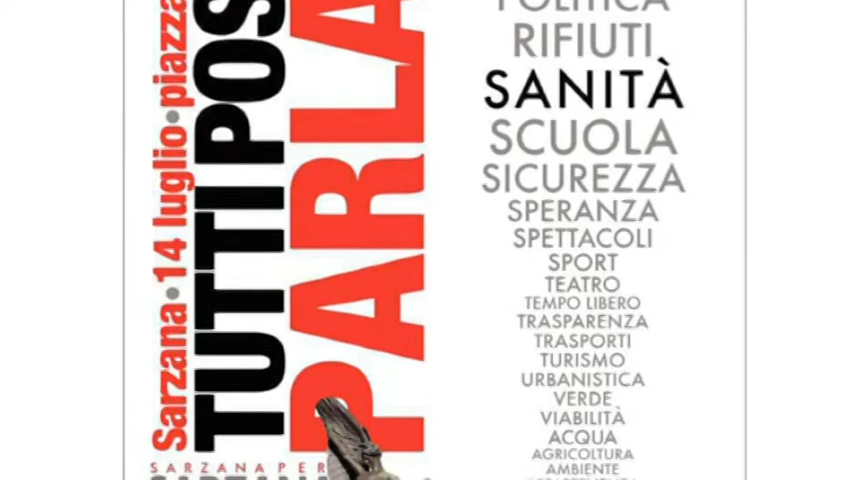 Sarzana • 14 luglio • piazza
TUTTI POS
PARLA
SARZANA PER
SARZANA
POLITICA
RIFIUTI
SANITÀ
SCUOLA
SICUREZZA
SPERANZA
SPETTACOLI
SPORT
TEATRO
TEMPO LIBERO
TRASPARENZA
TRASPORTI
TURISMO
URBANISTICA
VERDE
VIABILITÀ
ACQUA
AGRICOLTURA
AMBIENTE